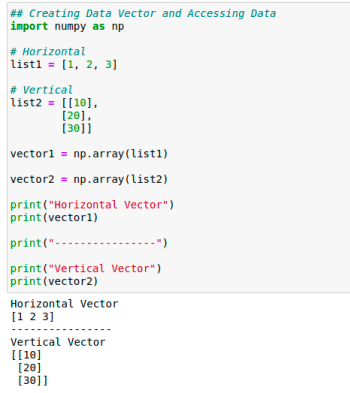 ## Creating Data Vector and Accessing Data
import numpy as np
# Horizontal
list1 = [1, 2, 3]
# Vertical
list2 = [[10],
        [20],
        [30]]
vector1 = np.array(list1)
vector2 = np.array(list2)
print("Horizontal Vector")
print(vector1)
print("----------------")
print("Vertical Vector")
print(vector2)
Horizontal Vector
[1 2 3]
----------------
Vertical Vector
[[10]
 [20]
 [30]]